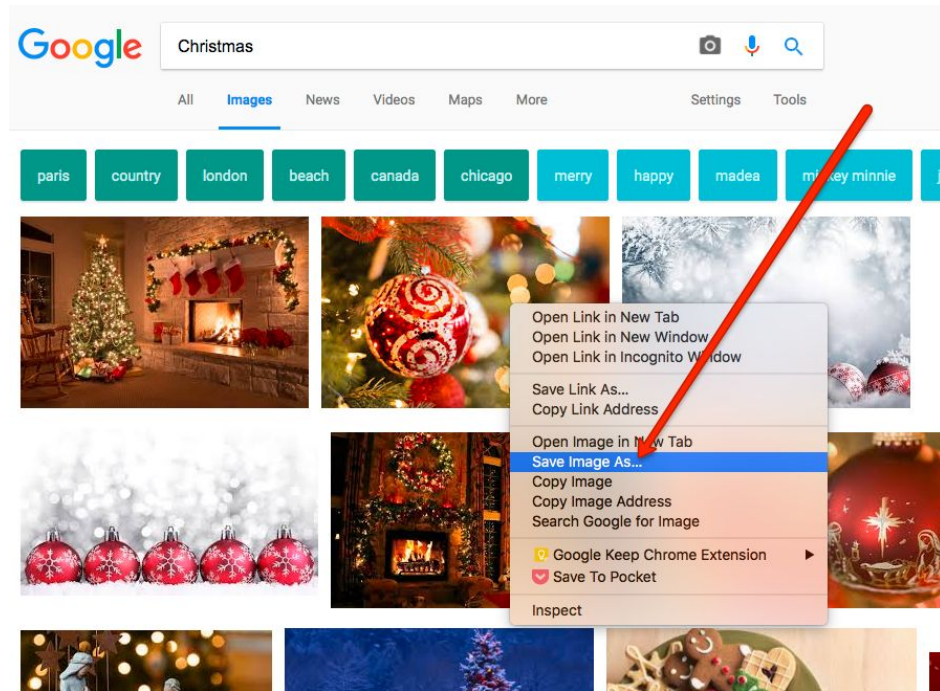 Google Christmas
All Images News Videos Maps More Settings Tools
paris country london beach canada chicago merry happy madea minnie
Open Link in New Tab
Open Link in New Window
Open Link in Incognito Window
Save Link As...
Copy Link Address
Open Image in New Tab
Save Image As...
Copy Image
Copy Image Address
Search Google for Image
Google Keep Chrome Extension
Save To Pocket
Inspect